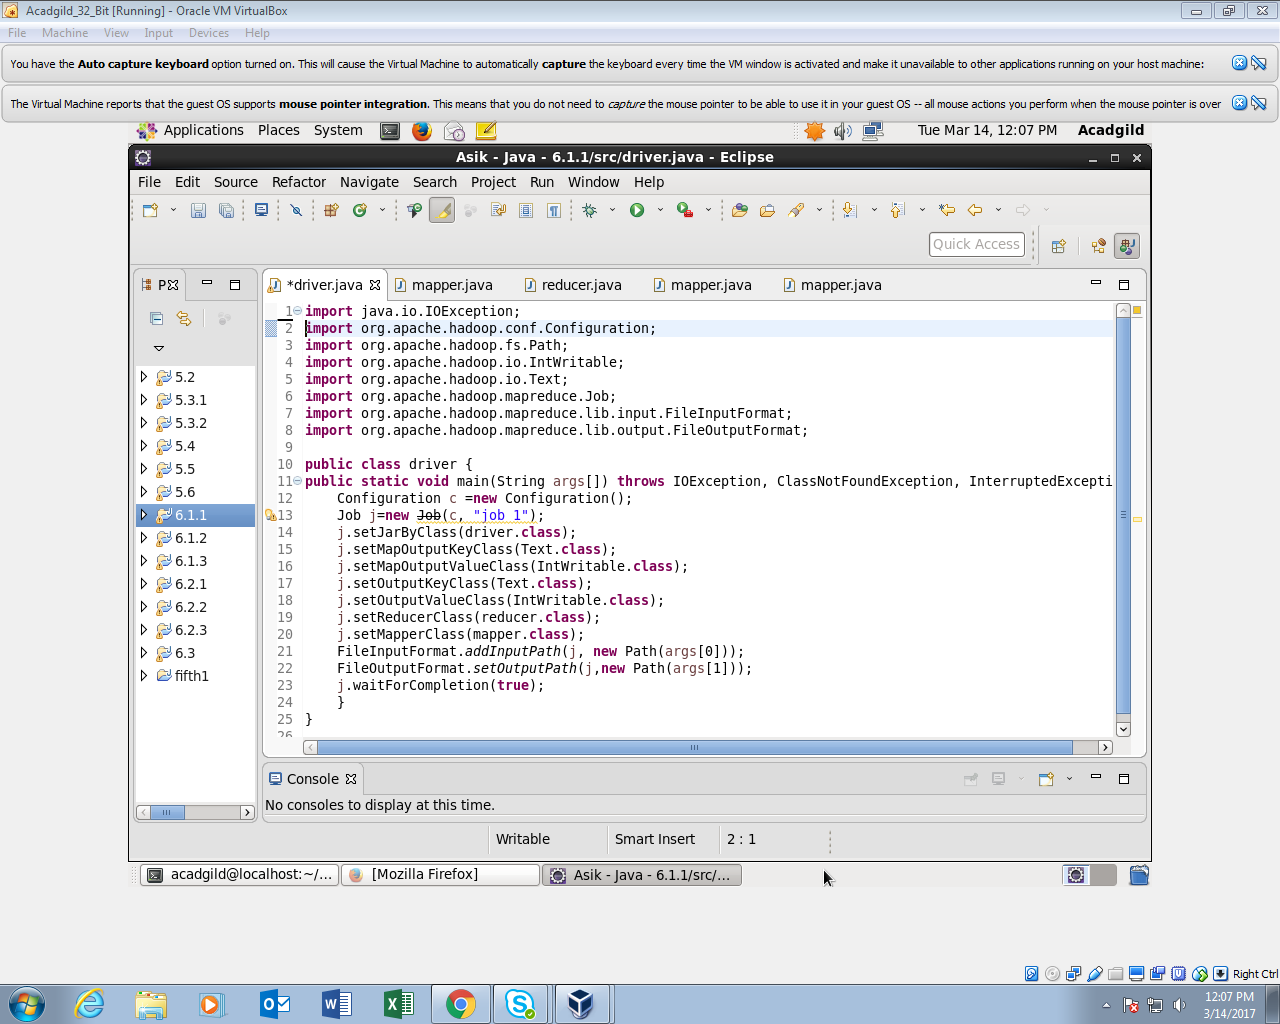 Acadgild_32_Bit [Running] - Oracle VM VirtualBox
File Machine View Input Devices Help
You have the Auto capture keyboard option turned on. This will cause the Virtual Machine to automatically capture the keyboard every time the VM window is activated and make it unavailable to other applications running on your host machine:
The Virtual Machine reports that the guest OS supports mouse pointer integration. This means that you do not need to capture the mouse pointer to be able to use it in your guest OS -- all mouse actions you perform when the mouse pointer is over
Applications Places System Tue Mar 14, 12:07 PM Acadgild
Asik - Java - 6.1.1/src/driver.java - Eclipse
File Edit Source Refactor Navigate Search Project Run Window Help
Quick Access
P *driver.java mapper.java reducer.java mapper.java mapper.java
5.2
5.3.1
5.3.2
5.4
5.5
5.6
6.1.1
6.1.2
6.1.3
6.2.1
6.2.2
6.2.3
6.3
fifth1
1 import java.io.IOException;
2 import org.apache.hadoop.conf.Configuration;
3 import org.apache.hadoop.fs.Path;
4 import org.apache.hadoop.io.IntWritable;
5 import org.apache.hadoop.io.Text;
6 import org.apache.hadoop.mapreduce.Job;
7 import org.apache.hadoop.mapreduce.lib.input.FileInputFormat;
8 import org.apache.hadoop.mapreduce.lib.output.FileOutputFormat;
9
10 public class driver {
11 public static void main(String args[]) throws IOException, ClassNotFoundException, InterruptedExcepti
12 Configuration c =new Configuration();
13 Job j=new Job(c, "job 1");
14 j.setJarByClass(driver.class);
15 j.setMapOutputKeyClass(Text.class);
16 j.setMapOutputValueClass(IntWritable.class);
17 j.setOutputKeyClass(Text.class);
18 j.setOutputValueClass(IntWritable.class);
19 j.setReducerClass(reducer.class);
20 j.setMapperClass(mapper.class);
21 FileInputFormat.addInputPath(j, new Path(args[0]));
22 FileOutputFormat.setOutputPath(j,new Path(args[1]));
23 j.waitForCompletion(true);
24 }
25 }
26
Console
No consoles to display at this time.
Writable Smart Insert 2 : 1
acadgild@localhost:~/... [Mozilla Firefox] Asik - Java - 6.1.1/src/...
Right Ctrl
12:07 PM
3/14/2017